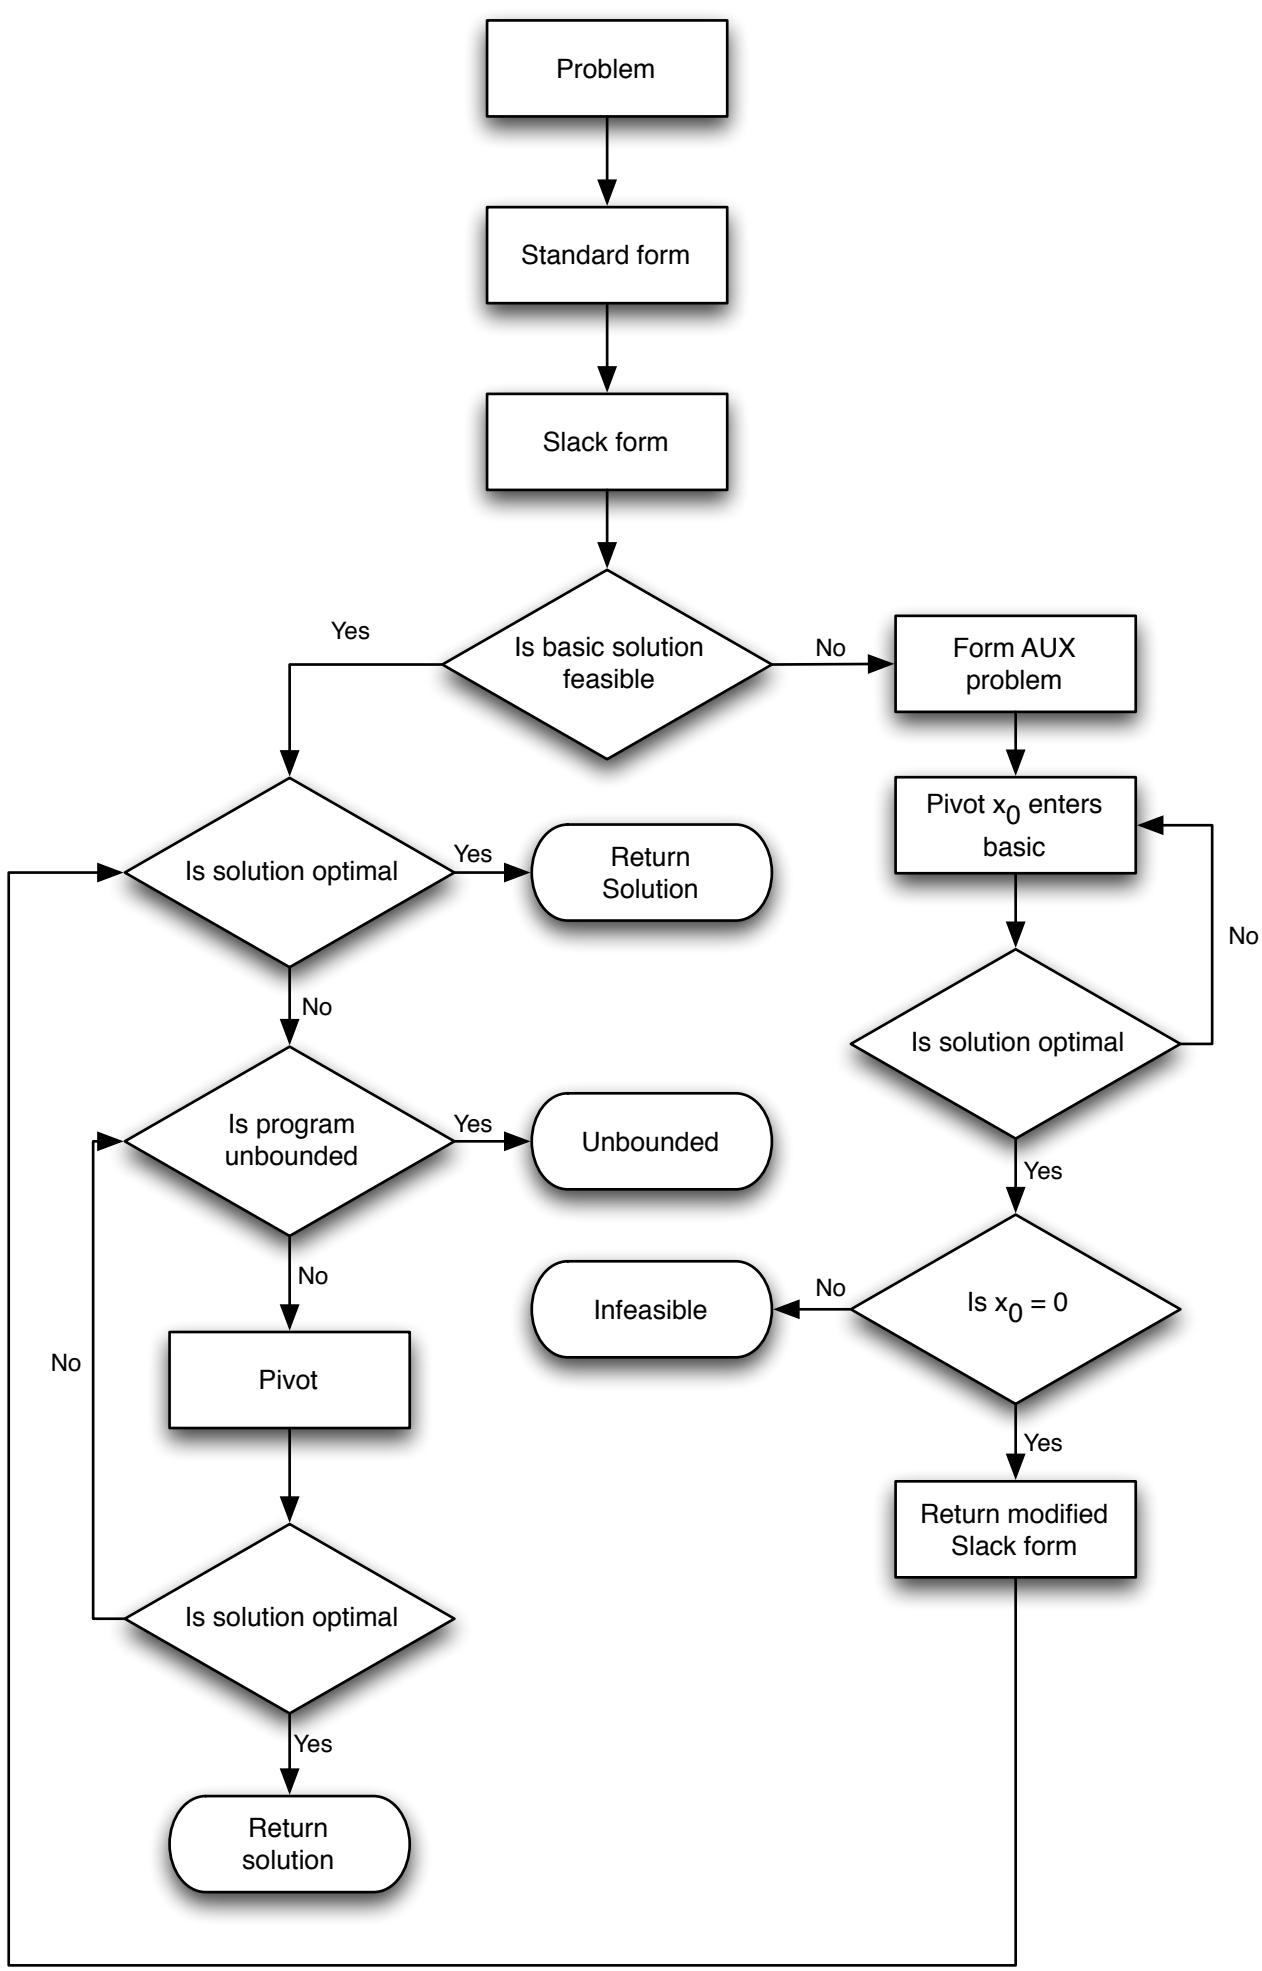 Problem
Standard form
Slack form
Is basic solution
feasible
Yes
No
Form AUX
problem
Pivot x0 enters
basic
Is solution optimal
Yes
Return
Solution
No
No
Is solution optimal
Yes
Is program
unbounded
Yes
Unbounded
No
Infeasible
No
Is x0 = 0
Yes
Pivot
No
Return modified
Slack form
Is solution optimal
Yes
Return
solution